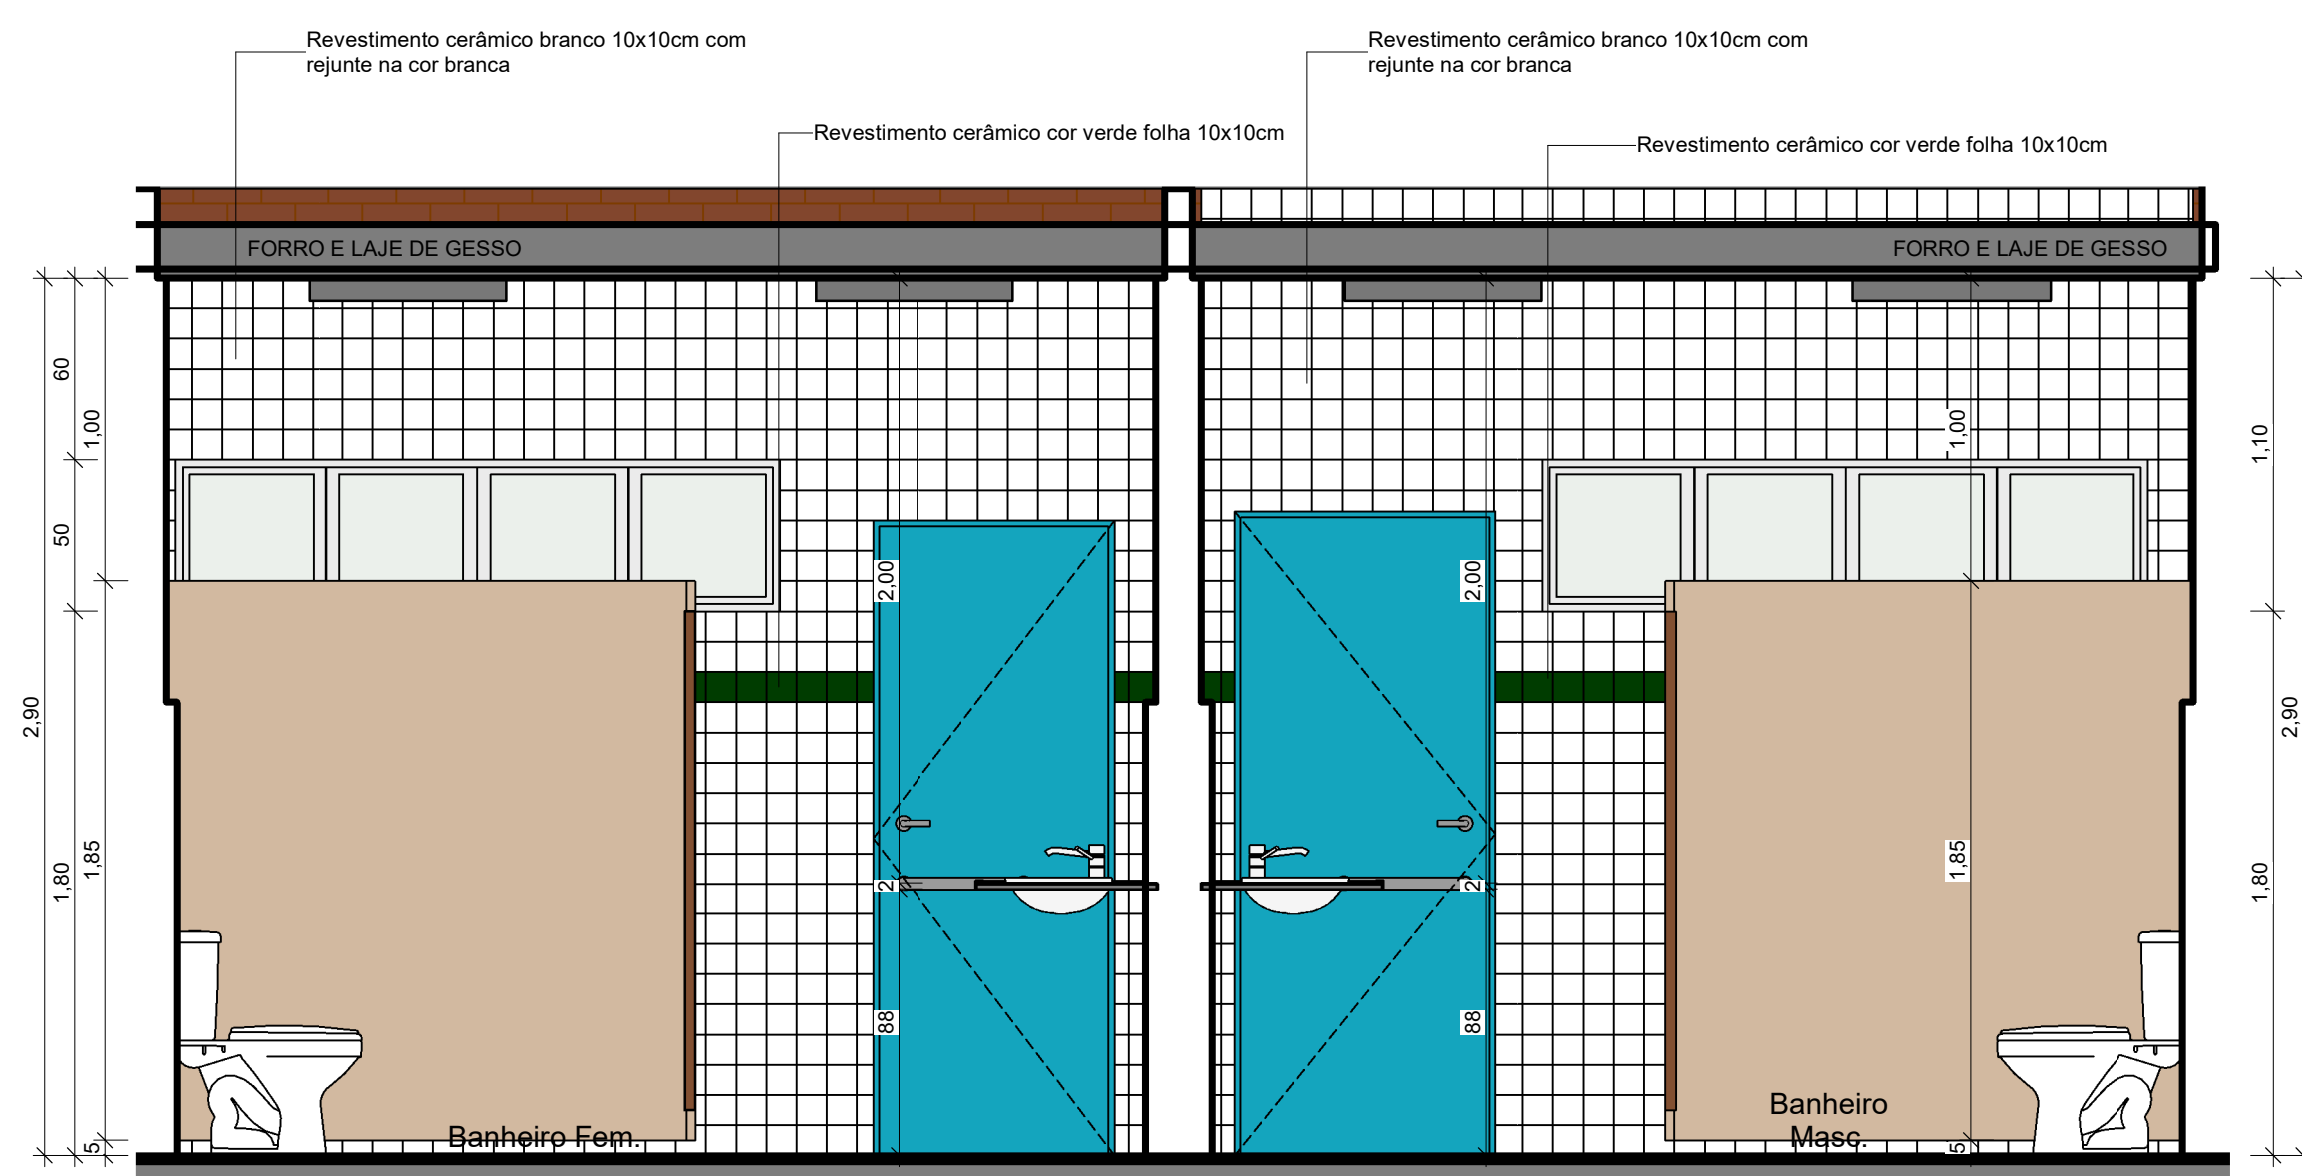 Revestimento cerâmico branco 10x10cm com
rejunte na cor branca
Revestimento cerâmico branco 10x10cm com
rejunte na cor branca
Revestimento cerâmico cor verde folha 10x10cm
Revestimento cerâmico cor verde folha 10x10cm
FORRO E LAJE DE GESSO
FORRO E LAJE DE GESSO
60
1,00
50
2,90
1,80
1,85
5
2,00
2
88
2,00
2
88
1,00
1,85
5
1,10
2,90
1,80
Banheiro Fem.
Banheiro
Masc.